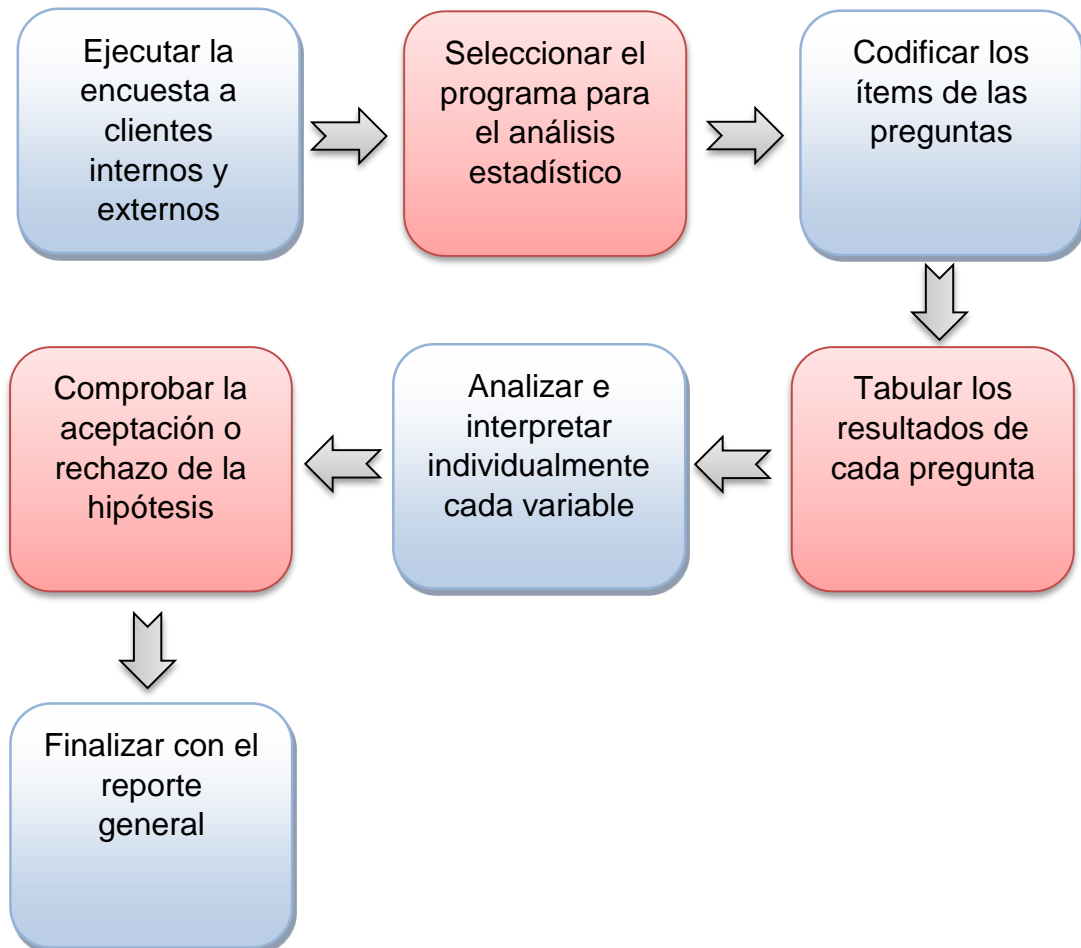 Ejecutar la
encuesta a
clientes
internos y
externos
Seleccionar el
programa para
el análisis
estadístico
Codificar los
ítems de las
preguntas
Tabular los
resultados de
cada pregunta
Analizar e
interpretar
individualmente
cada variable
Comprobar la
aceptación o
rechazo de la
hipótesis
Finalizar con el
reporte
general